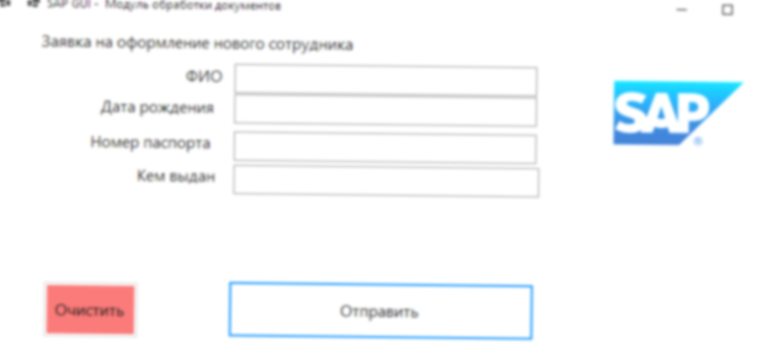 SAP GUI - Модуль обработки документов
Заявка на оформление нового сотрудника
ФИО
Дата рождения
SAP
®
Номер паспорта
Кем выдан
Очистить
Отправить